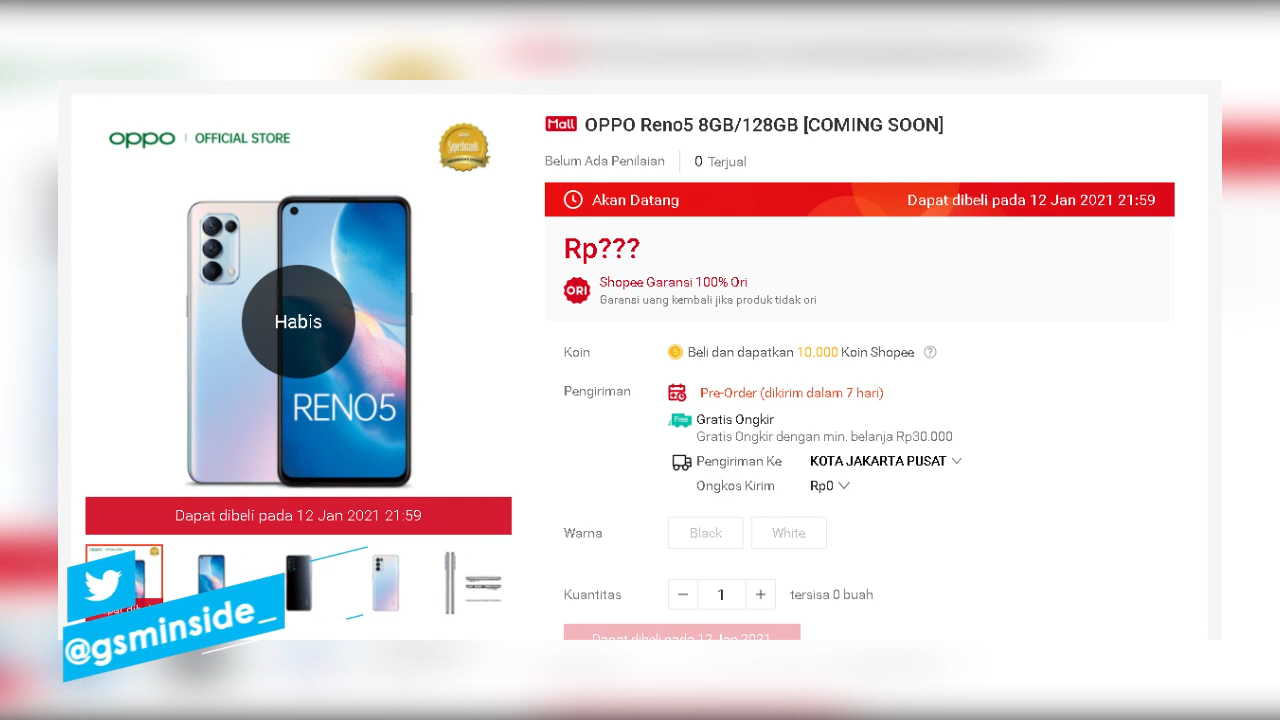 oppo | OFFICIAL STORE
Superbrands
Habis
RENO5
Dapat dibeli pada 12 Jan 2021 21:59
@gsminside_
Mall OPPO Reno5 8GB/128GB [COMING SOON]
Belum Ada Penilaian 0 Terjual
Akan Datang Dapat dibeli pada 12 Jan 2021 21:59
Rp???
ORI Shopee Garansi 100% Ori
Garansi uang kembali jika produk tidak ori
Koin Beli dan dapatkan 10.000 Koin Shopee ?
Pengiriman Pre-Order (dikirim dalam 7 hari)
Free Gratis Ongkir
Gratis Ongkir dengan min. belanja Rp30.000
Pengiriman Ke KOTA JAKARTA PUSAT
Ongkos Kirim Rp0
Warna Black White
Kuantitas − 1 + tersisa 0 buah
Dapat dibeli pada 12 Jan 2021